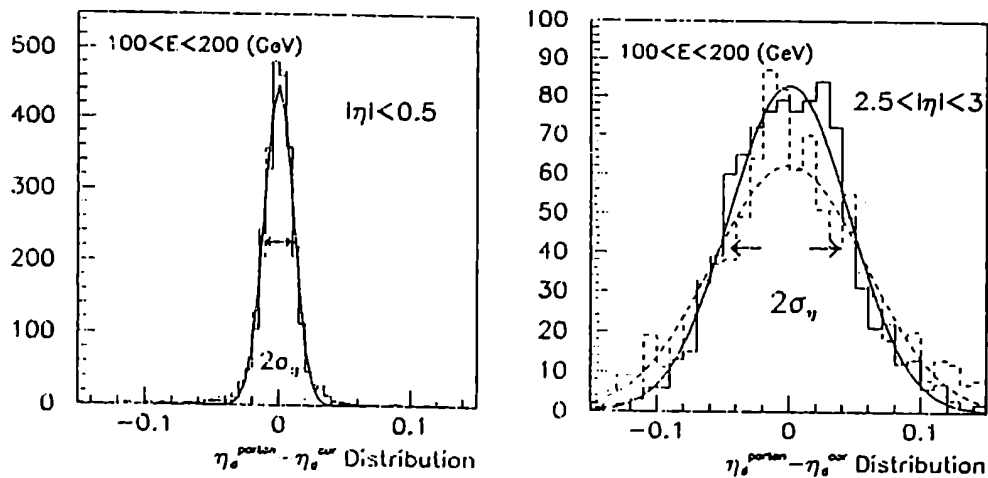 500
400
300
200
100
0
100<E<200 (GeV)
|η|<0.5
2σ_η
-0.1
0
0.1
η_d^parton - η_d^cor Distribution
100
90
80
70
60
50
40
30
20
10
0
100<E<200 (GeV)
2.5<|η|<3
2σ_η
-0.1
0
0.1
η_d^parton - η_d^cor Distribution